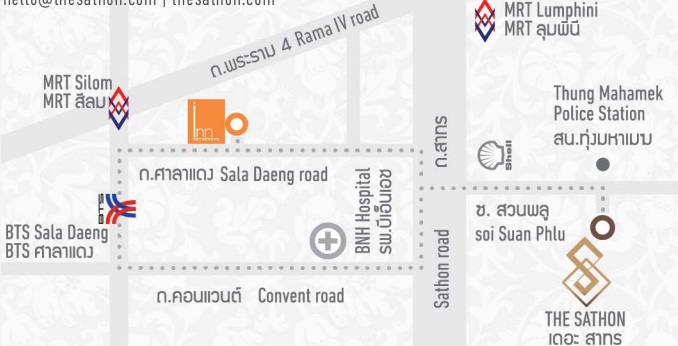 hello@thesathon.com | thesathon.com
ถ.พระราม 4 Rama IV road
MRT Lumphini
MRT ลุมพินี
MRT Silom
MRT สีลม
inn
ถ.สาทร
Shell
Thung Mahamek
Police Station
สน.ทุ่งมหาเมฆ
ถ.ศาลาแดง Sala Daeng road
BTS
BTS Sala Daeng
BTS ศาลาแดง
BNH Hospital
รพ.บีเอ็นเอช
ซ. สวนพลู
soi Suan Phlu
Sathon road
ถ.คอนแวนต์ Convent road
THE SATHON
เดอะ สาทร